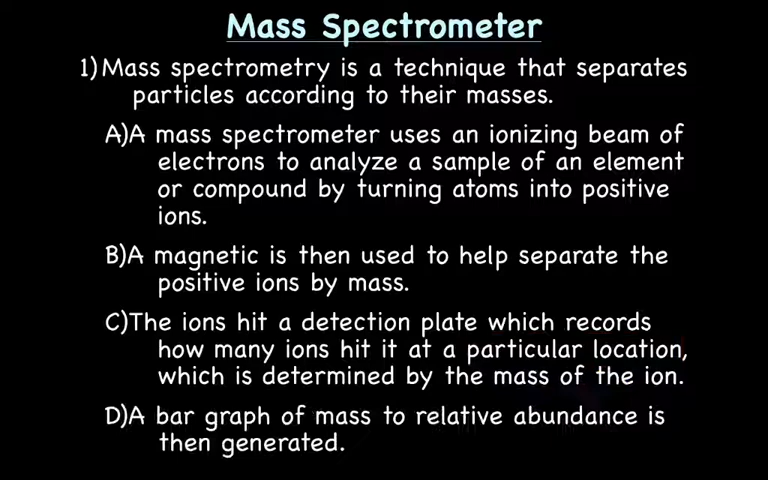 Mass Spectrometer
1)Mass spectrometry is a technique that separates
particles according to their masses.
A)A mass spectrometer uses an ionizing beam of
electrons to analyze a sample of an element
or compound by turning atoms into positive
ions.
B)A magnetic is then used to help separate the
positive ions by mass.
C)The ions hit a detection plate which records
how many ions hit it at a particular location,
which is determined by the mass of the ion.
D)A bar graph of mass to relative abundance is
then generated.